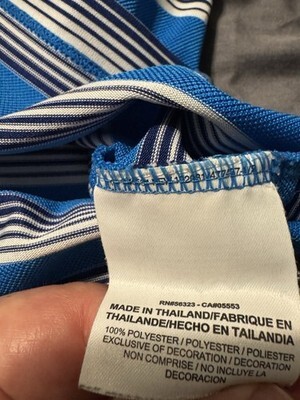 RN#56323 - CA#05553
MADE IN THAILAND/FABRIQUE EN
THAILANDE/HECHO EN TAILANDIA
100% POLYESTER / POLYESTER / POLIESTER
EXCLUSIVE OF DECORATION / DECORATION
NON COMPRISE / NO INCLUYE LA
DECORACION